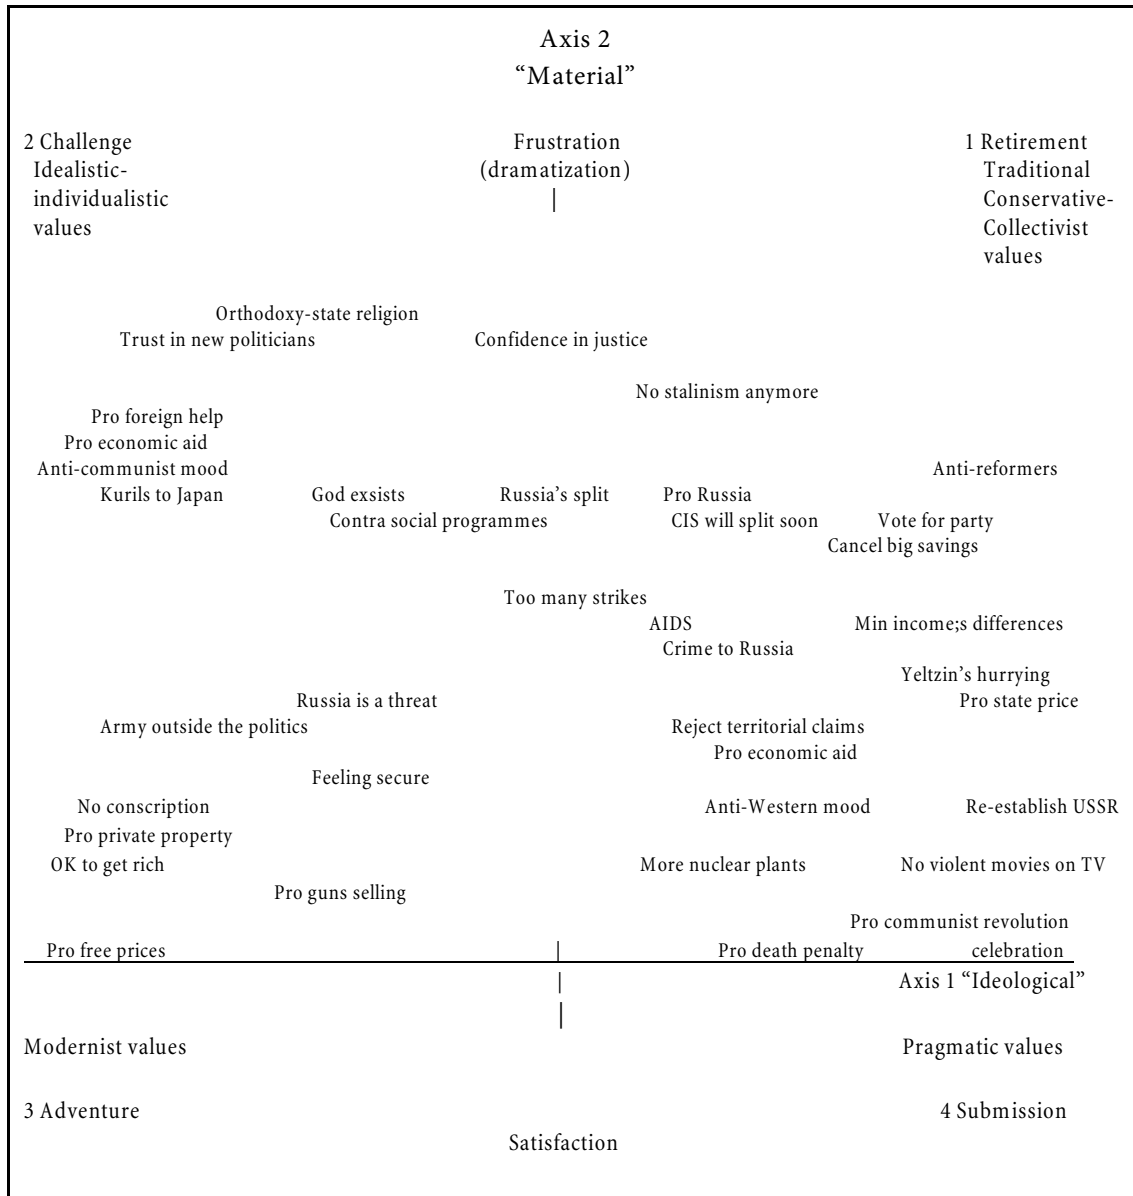 Axis 2
“Material”
2 Challenge Frustration 1 Retirement
Idealistic- (dramatization) Traditional
individualistic | Conservative-
values Collectivist
values
Orthodoxy-state religion
Trust in new politicians Confidence in justice
No stalinism anymore
Pro foreign help
Pro economic aid
Anti-communist mood Anti-reformers
Kurils to Japan God exsists Russia’s split Pro Russia
Contra social programmes CIS will split soon Vote for party
Cancel big savings
Too many strikes
AIDS Min income;s differences
Crime to Russia
Yeltzin’s hurrying
Russia is a threat Pro state price
Army outside the politics Reject territorial claims
Pro economic aid
Feeling secure
No conscription Anti-Western mood Re-establish USSR
Pro private property
OK to get rich More nuclear plants No violent movies on TV
Pro guns selling
Pro communist revolution
Pro free prices | Pro death penalty celebration
| Axis 1 “Ideological”
|
Modernist values Pragmatic values
3 Adventure 4 Submission
Satisfaction